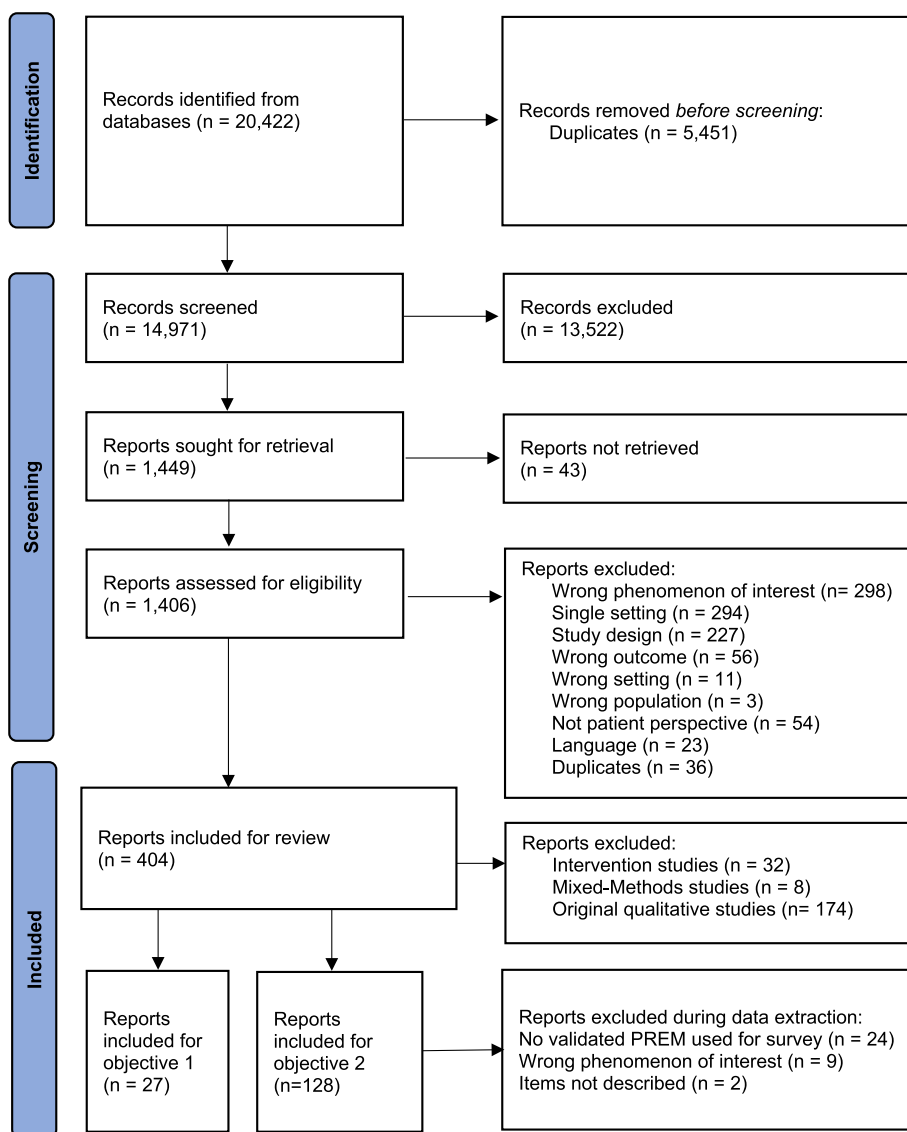 Identification
Records identified from
databases (n = 20,422)
Records removed before screening:
Duplicates (n = 5,451)
Screening
Records screened
(n = 14,971)
Records excluded
(n = 13,522)
Reports sought for retrieval
(n = 1,449)
Reports not retrieved
(n = 43)
Reports assessed for eligibility
(n = 1,406)
Reports excluded:
Wrong phenomenon of interest (n= 298)
Single setting (n = 294)
Study design (n = 227)
Wrong outcome (n = 56)
Wrong setting (n = 11)
Wrong population (n = 3)
Not patient perspective (n = 54)
Language (n = 23)
Duplicates (n = 36)
Included
Reports included for review
(n = 404)
Reports excluded:
Intervention studies (n = 32)
Mixed-Methods studies (n = 8)
Original qualitative studies (n= 174)
Reports
included for
objective 1
(n = 27)
Reports
included for
objective 2
(n=128)
Reports excluded during data extraction:
No validated PREM used for survey (n = 24)
Wrong phenomenon of interest (n = 9)
Items not described (n = 2)